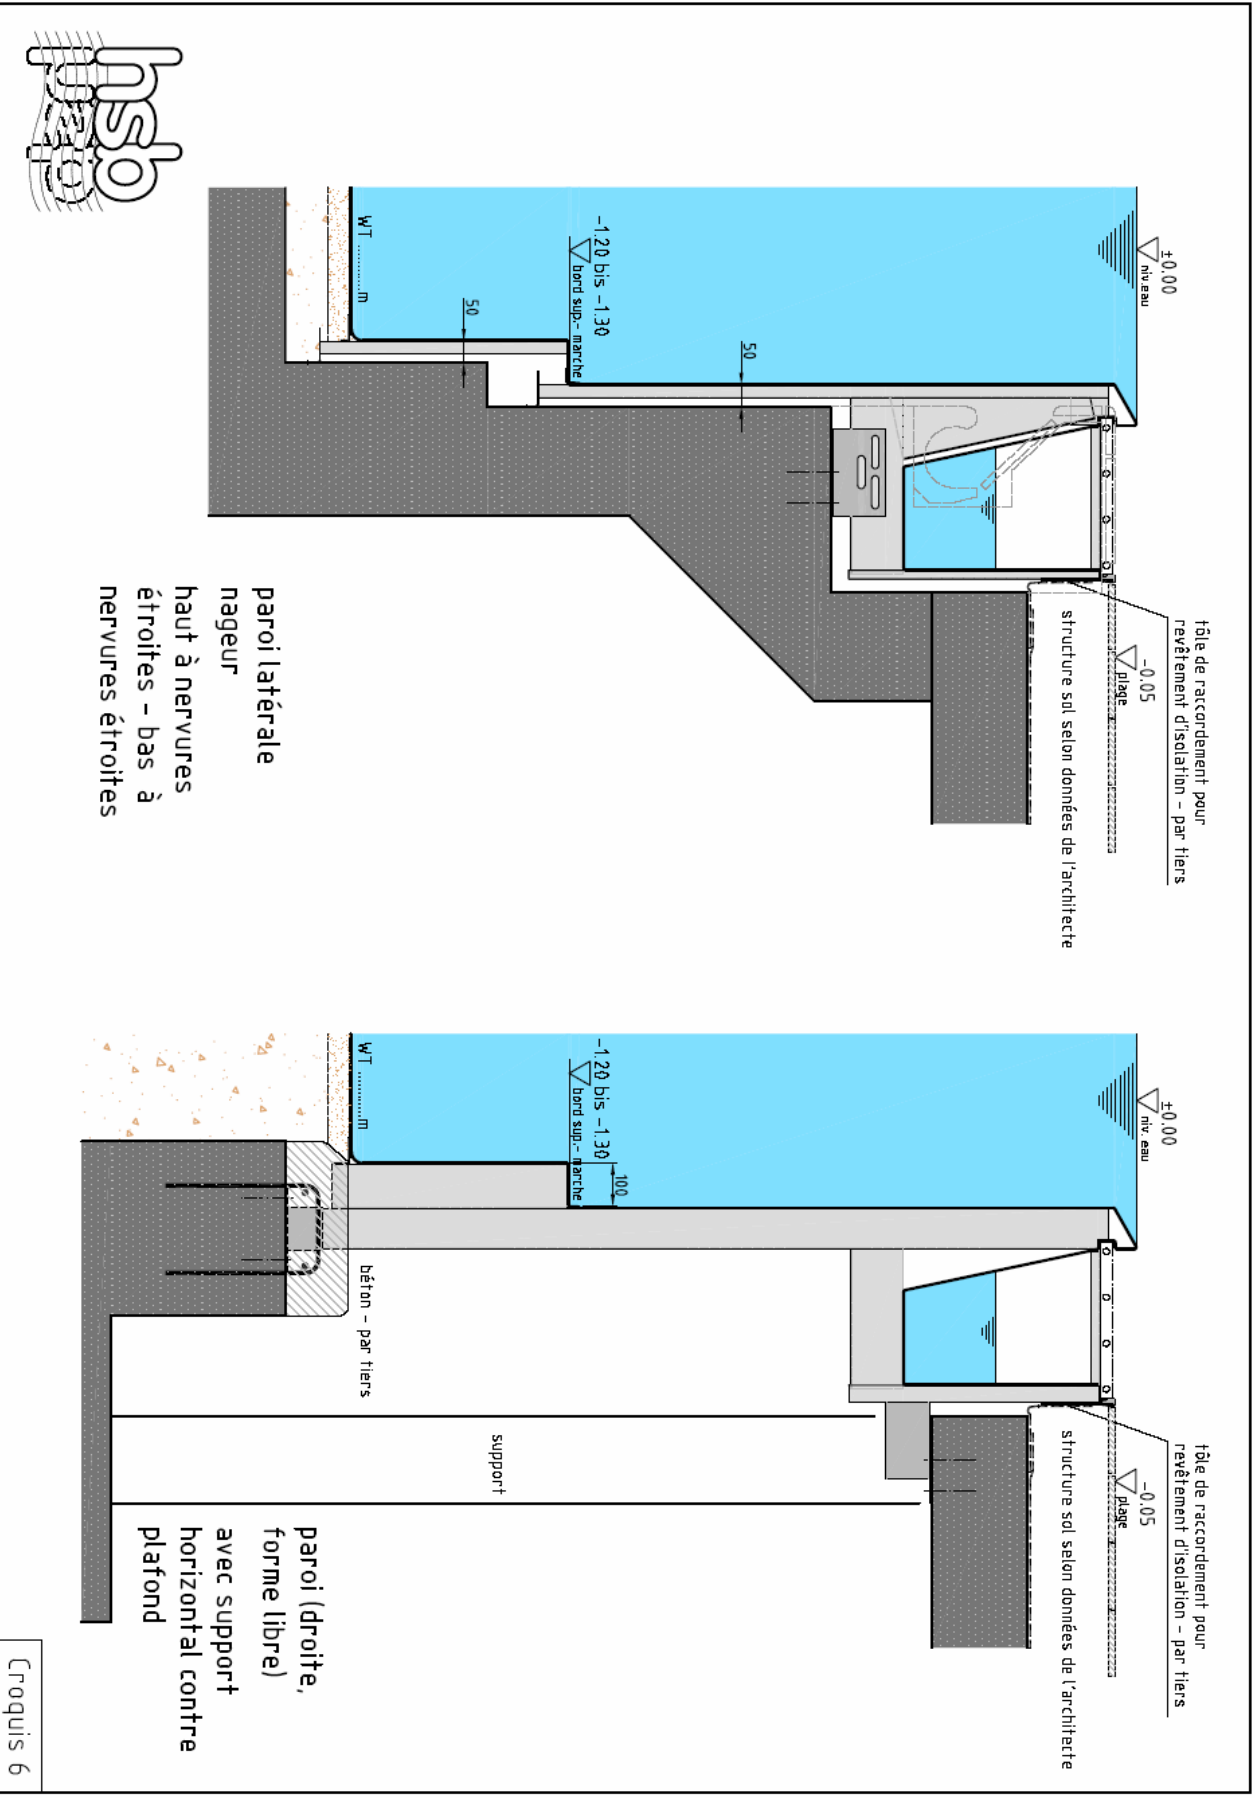 ±0.00
niv.eau
-1.20 bis -1.30
bord sup.- marche
WT ............m
50
50
tôle de raccordement pour
revêtement d'isolation - par tiers
-0.05
plage
structure sol selon données de l'architecte
paroi latérale
nageur
haut à nervures
étroites - bas à
nervures étroites
hsb
±0.00
niv. eau
-1.20 bis -1.30
bord sup.- marche
100
WT ............m
béton - par tiers
support
tôle de raccordement pour
revêtement d'isolation - par tiers
-0.05
plage
structure sol selon données de l'architecte
paroi (droite,
forme libre)
avec support
horizontal contre
plafond
Croquis 6